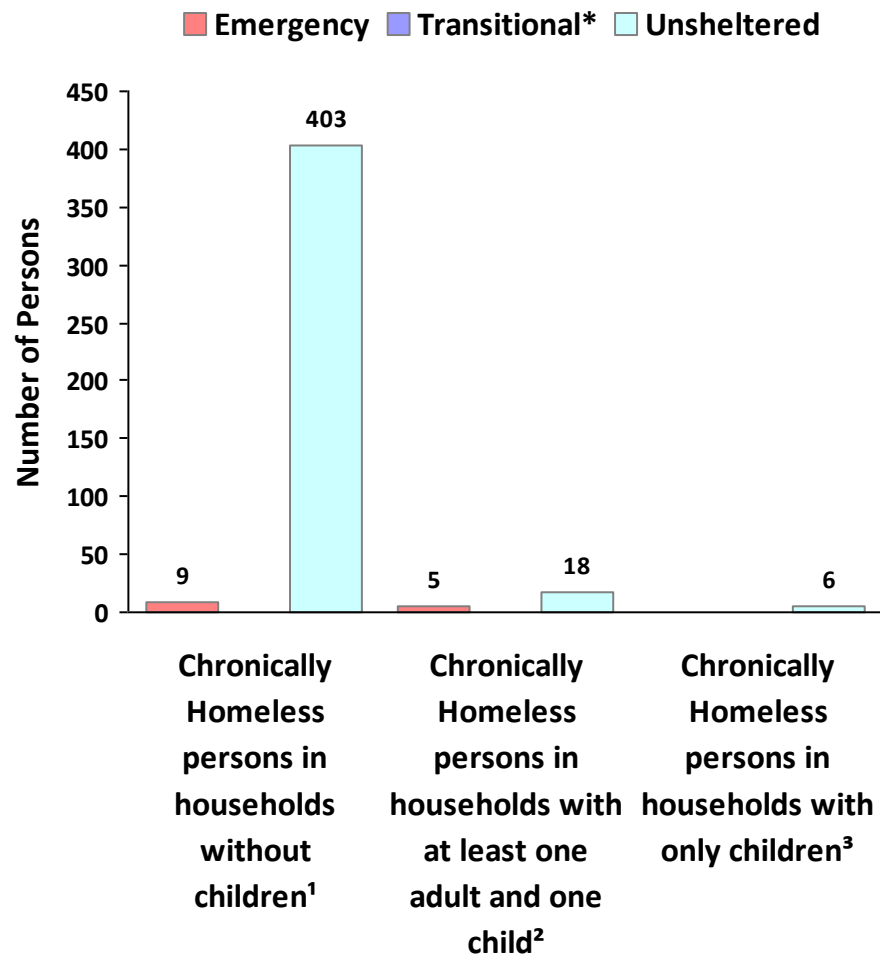 Emergency Transitional* Unsheltered
450
400
350
300
250
200
150
100
50
0
Number of Persons
403
9
5
18
6
Chronically
Homeless
persons in
households
without
children¹
Chronically
Homeless
persons in
households with
at least one
adult and one
child²
Chronically
Homeless
persons in
households with
only children³